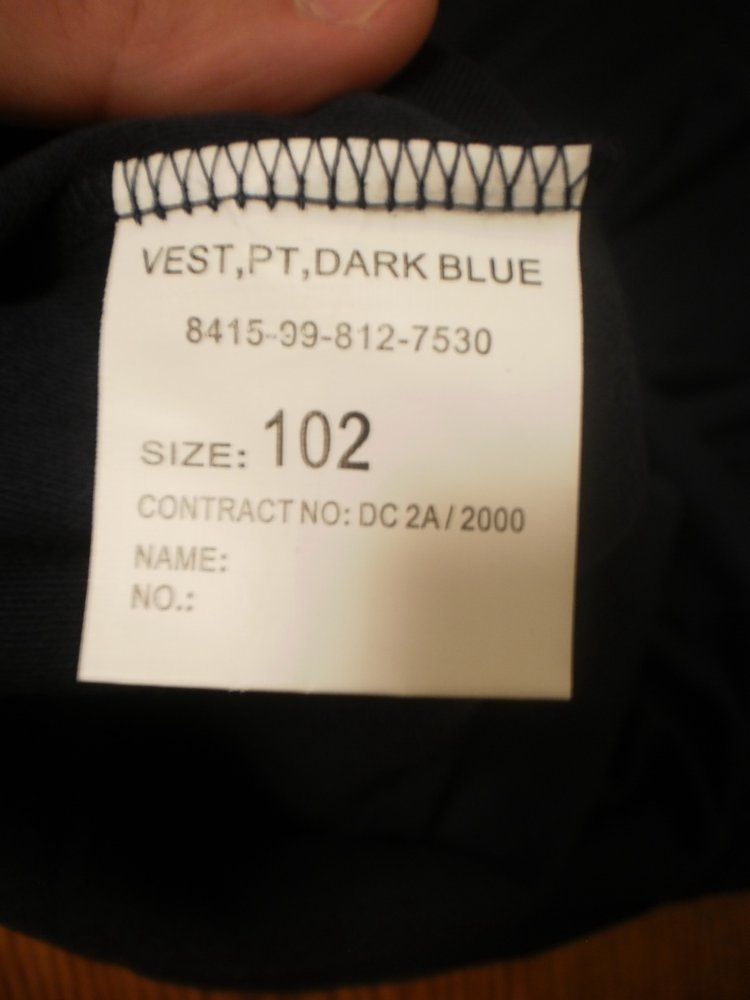 VEST,PT,DARK BLUE
8415-99-812-7530
SIZE: 102
CONTRACT NO: DC 2A/2000
NAME:
NO.: